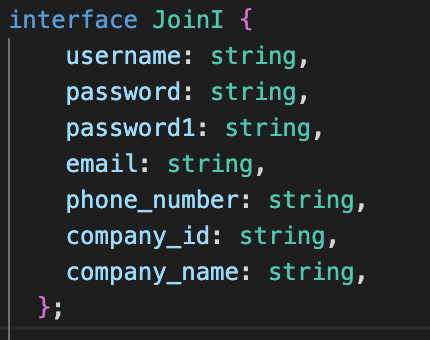 interface JoinI {
username: string,
password: string,
password1: string,
email: string,
phone_number: string,
company_id: string,
company_name: string,
};